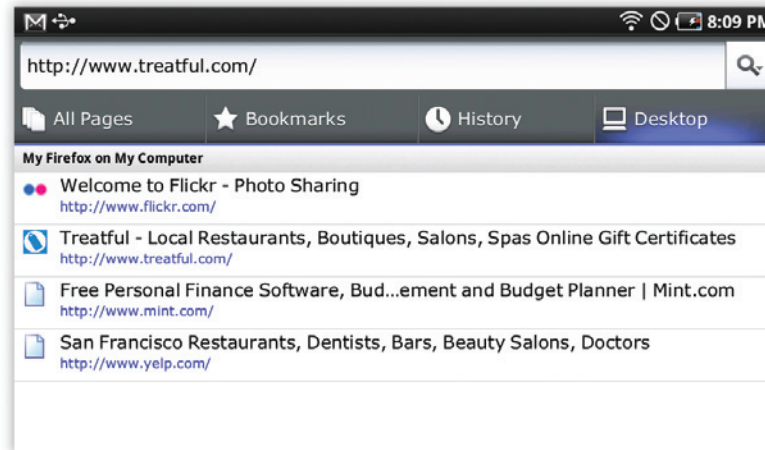 8:09 PM
http://www.treatful.com/
All Pages Bookmarks History Desktop
My Firefox on My Computer
Welcome to Flickr - Photo Sharing
http://www.flickr.com/
Treatful - Local Restaurants, Boutiques, Salons, Spas Online Gift Certificates
http://www.treatful.com/
Free Personal Finance Software, Bud...ement and Budget Planner | Mint.com
http://www.mint.com/
San Francisco Restaurants, Dentists, Bars, Beauty Salons, Doctors
http://www.yelp.com/